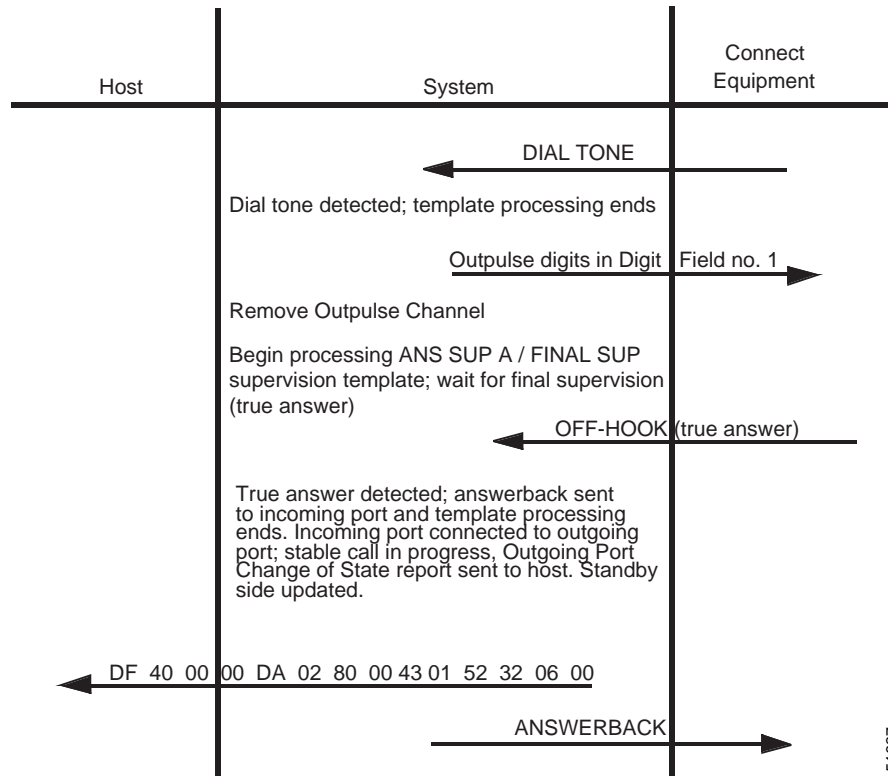 Connect
Equipment
Host
System
DIAL TONE
Dial tone detected; template processing ends
Outpulse digits in Digit Field no. 1
Remove Outpulse Channel
Begin processing ANS SUP A / FINAL SUP
supervision template; wait for final supervision
(true answer)
OFF-HOOK (true answer)
True answer detected; answerback sent
to incoming port and template processing
ends. Incoming port connected to outgoing
port; stable call in progress, Outgoing Port
Change of State report sent to host. Standby
side updated.
DF 40 00 00 DA 02 80 00 43 01 52 32 06 00
ANSWERBACK